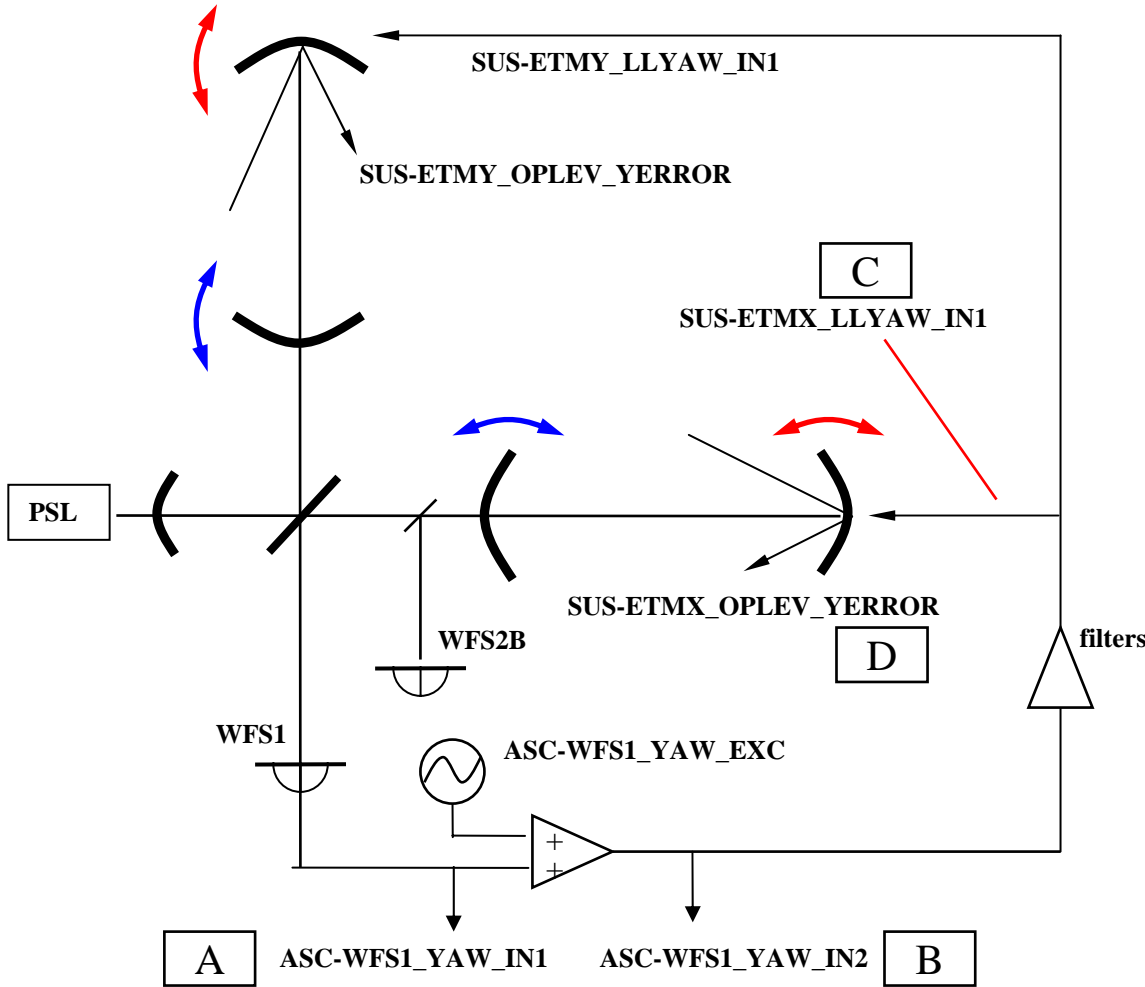 SUS-ETMY_LLYAW_IN1
SUS-ETMY_OPLEV_YERROR
C
SUS-ETMX_LLYAW_IN1
PSL
SUS-ETMX_OPLEV_YERROR
D
filters
WFS2B
WFS1
ASC-WFS1_YAW_EXC
+
+
A
ASC-WFS1_YAW_IN1
ASC-WFS1_YAW_IN2
B